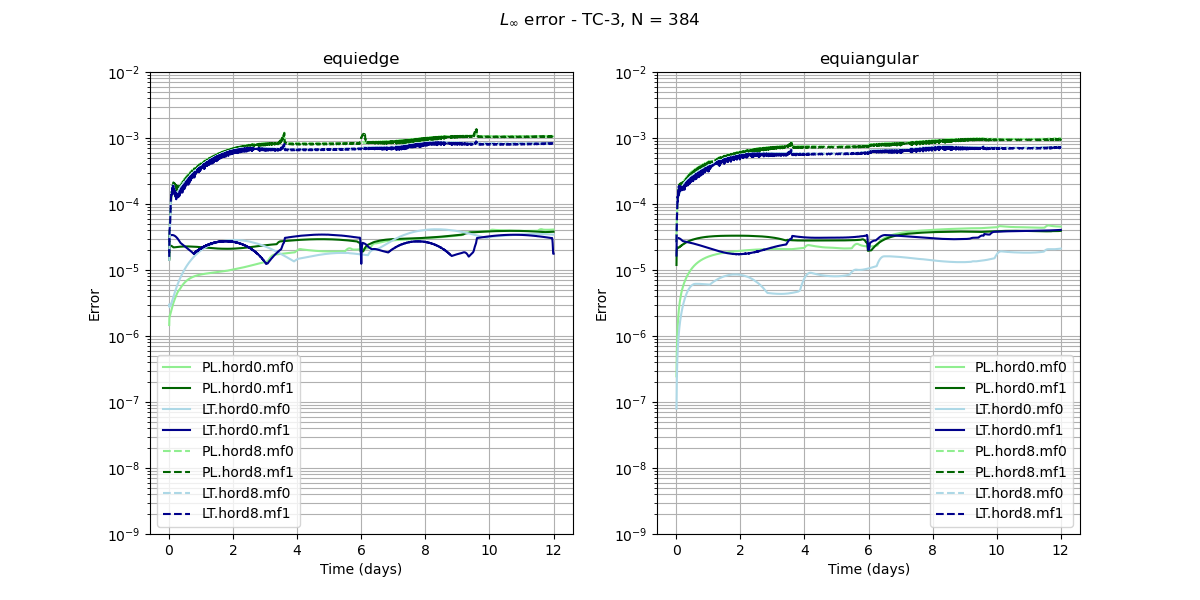 L∞ error - TC-3, N = 384
equiedge
10⁻²
10⁻³
10⁻⁴
10⁻⁵
10⁻⁶
10⁻⁷
10⁻⁸
10⁻⁹
Error
0 2 4 6 8 10 12
Time (days)
PL.hord0.mf0
PL.hord0.mf1
LT.hord0.mf0
LT.hord0.mf1
PL.hord8.mf0
PL.hord8.mf1
LT.hord8.mf0
LT.hord8.mf1
equiangular
10⁻²
10⁻³
10⁻⁴
10⁻⁵
10⁻⁶
10⁻⁷
10⁻⁸
10⁻⁹
Error
0 2 4 6 8 10 12
Time (days)
PL.hord0.mf0
PL.hord0.mf1
LT.hord0.mf0
LT.hord0.mf1
PL.hord8.mf0
PL.hord8.mf1
LT.hord8.mf0
LT.hord8.mf1